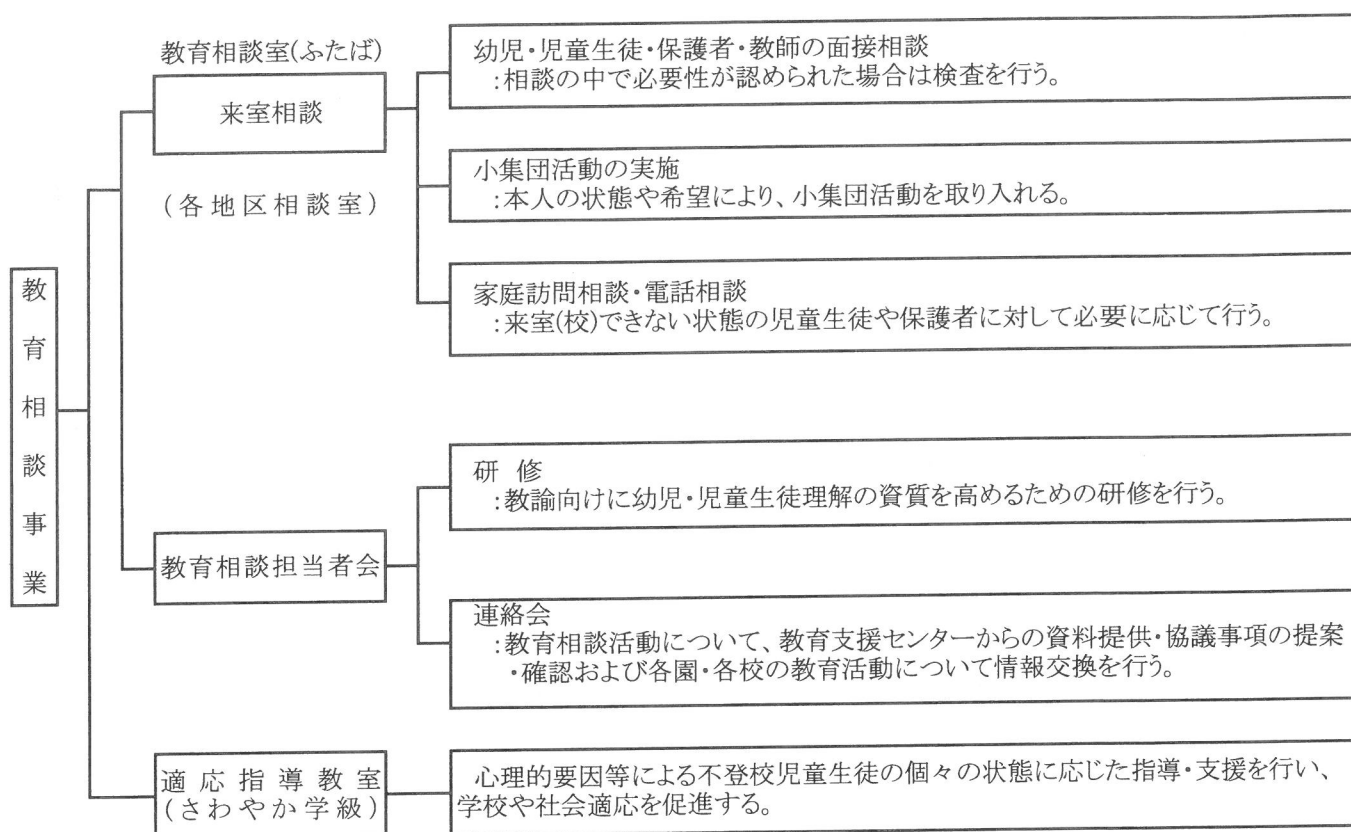 教育相談事業
教育相談室(ふたば)
来室相談
(各地区相談室)
幼児・児童生徒・保護者・教師の面接相談
:相談の中で必要性が認められた場合は検査を行う。
小集団活動の実施
:本人の状態や希望により、小集団活動を取り入れる。
家庭訪問相談・電話相談
:来室(校)できない状態の児童生徒や保護者に対して必要に応じて行う。
教育相談担当者会
研 修
:教諭向けに幼児・児童生徒理解の資質を高めるための研修を行う。
連絡会
:教育相談活動について、教育支援センターからの資料提供・協議事項の提案
・確認および各園・各校の教育活動について情報交換を行う。
適応指導教室
(さわやか学級)
心理的要因等による不登校児童生徒の個々の状態に応じた指導・支援を行い、
学校や社会適応を促進する。